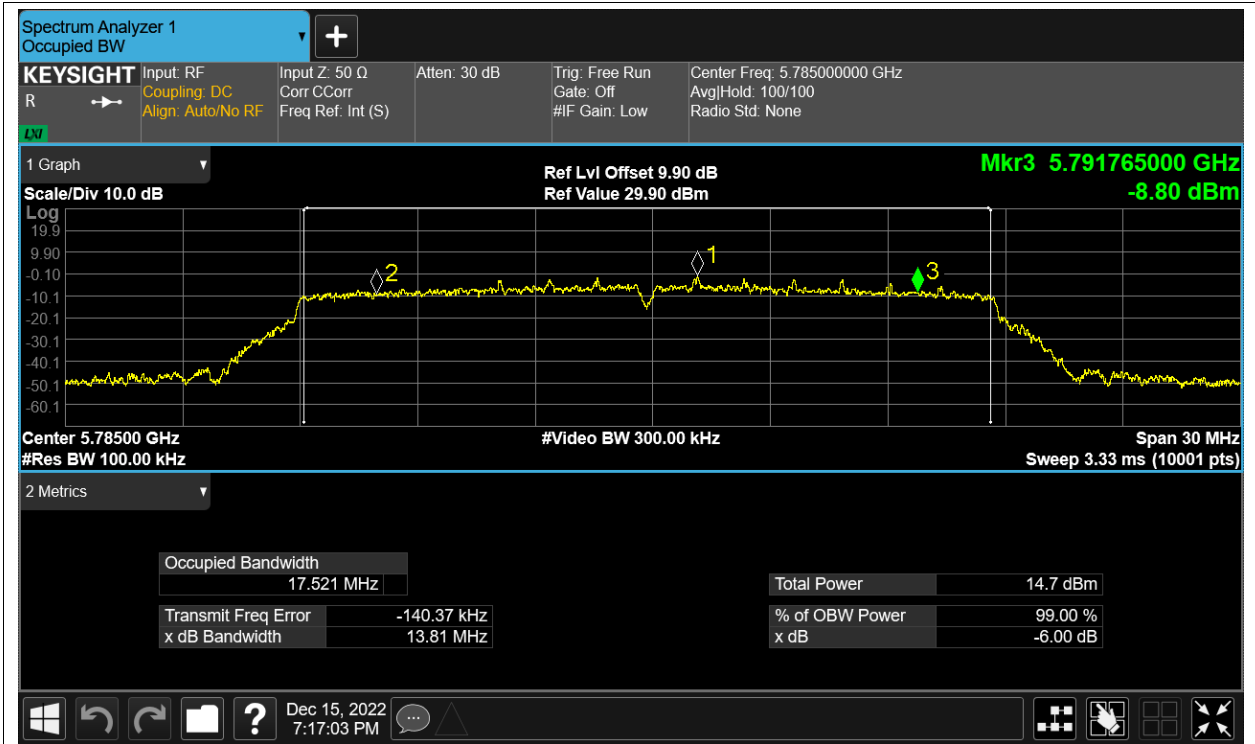 Spectrum Analyzer 1
Occupied BW
+
KEYSIGHT
R
LXI
Input: RF
Coupling: DC
Align: Auto/No RF
Input Z: 50 Ω
Corr CCorr
Freq Ref: Int (S)
Atten: 30 dB
Trig: Free Run
Gate: Off
#IF Gain: Low
Center Freq: 5.785000000 GHz
Avg|Hold: 100/100
Radio Std: None
1 Graph
Scale/Div 10.0 dB
Ref Lvl Offset 9.90 dB
Ref Value 29.90 dBm
Mkr3 5.791765000 GHz
-8.80 dBm
Log
19.9
9.90
-0.10
-10.1
-20.1
-30.1
-40.1
-50.1
-60.1
2
1
3
Center 5.78500 GHz
#Res BW 100.00 kHz
#Video BW 300.00 kHz
Span 30 MHz
Sweep 3.33 ms (10001 pts)
2 Metrics
Occupied Bandwidth
17.521 MHz
Transmit Freq Error -140.37 kHz
x dB Bandwidth 13.81 MHz
Total Power 14.7 dBm
% of OBW Power 99.00 %
x dB -6.00 dB
?
Dec 15, 2022
7:17:03 PM